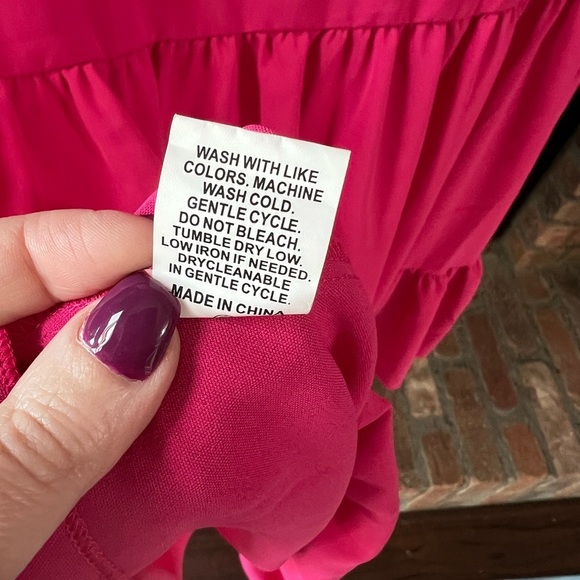 WASH WITH LIKE
COLORS. MACHINE
WASH COLD.
GENTLE CYCLE.
DO NOT BLEACH.
TUMBLE DRY LOW.
LOW IRON IF NEEDED.
DRYCLEANABLE
IN GENTLE CYCLE.
MADE IN CHINA